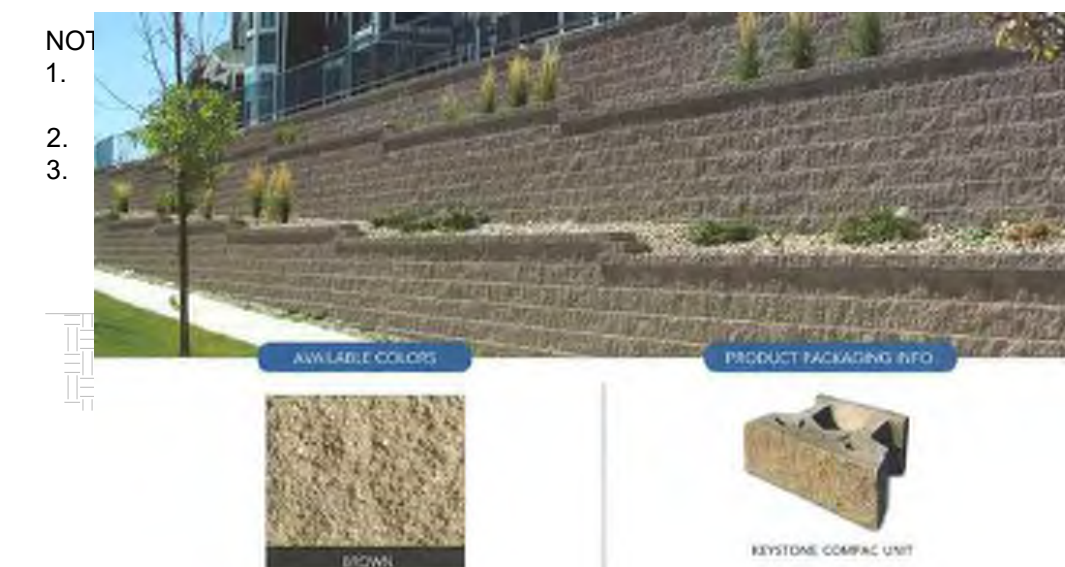 NOT
1.
2.
3.
AVAILABLE COLORS
PRODUCT PACKAGING INFO
BROWN
KEYSTONE COMPAC UNIT